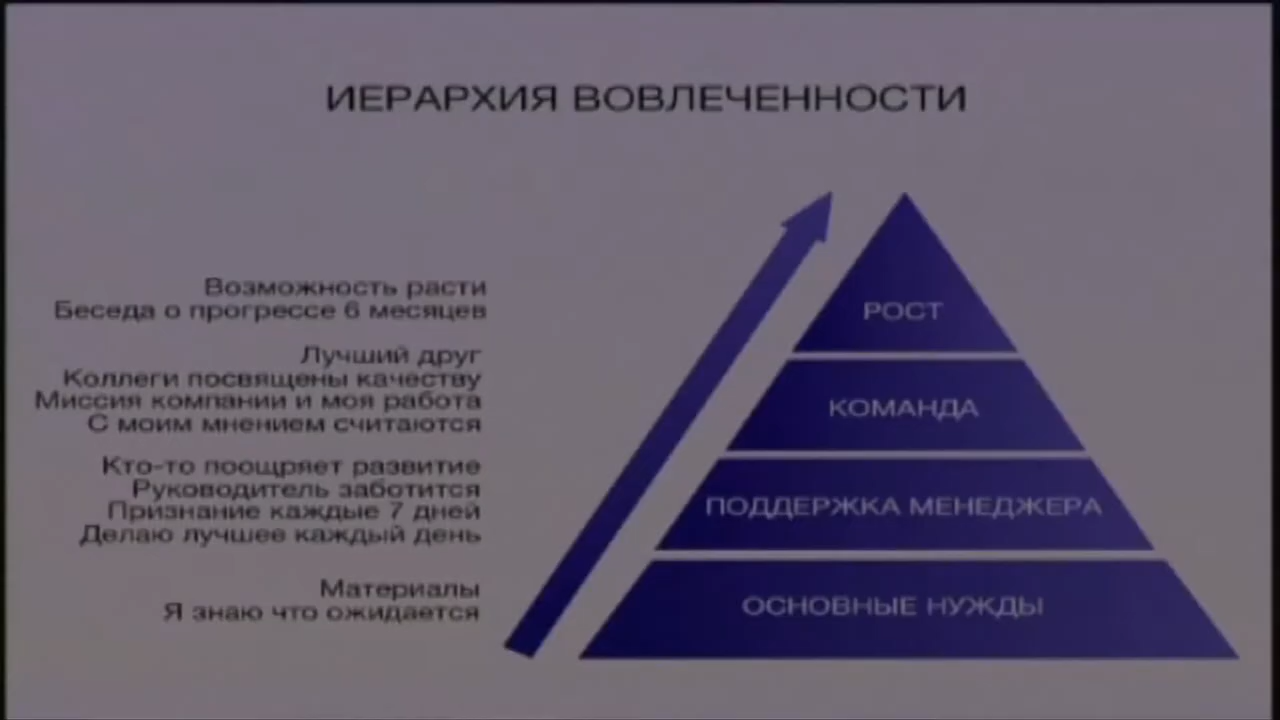 ИЕРАРХИЯ ВОВЛЕЧЕННОСТИ
Возможность расти
Беседа о прогрессе 6 месяцев
Лучший друг
Коллеги посвящены качеству
Миссия компании и моя работа
С моим мнением считаются
Кто-то поощряет развитие
Руководитель заботится
Признание каждые 7 дней
Делаю лучшее каждый день
Материалы
Я знаю что ожидается
РОСТ
КОМАНДА
ПОДДЕРЖКА МЕНЕДЖЕРА
ОСНОВНЫЕ НУЖДЫ